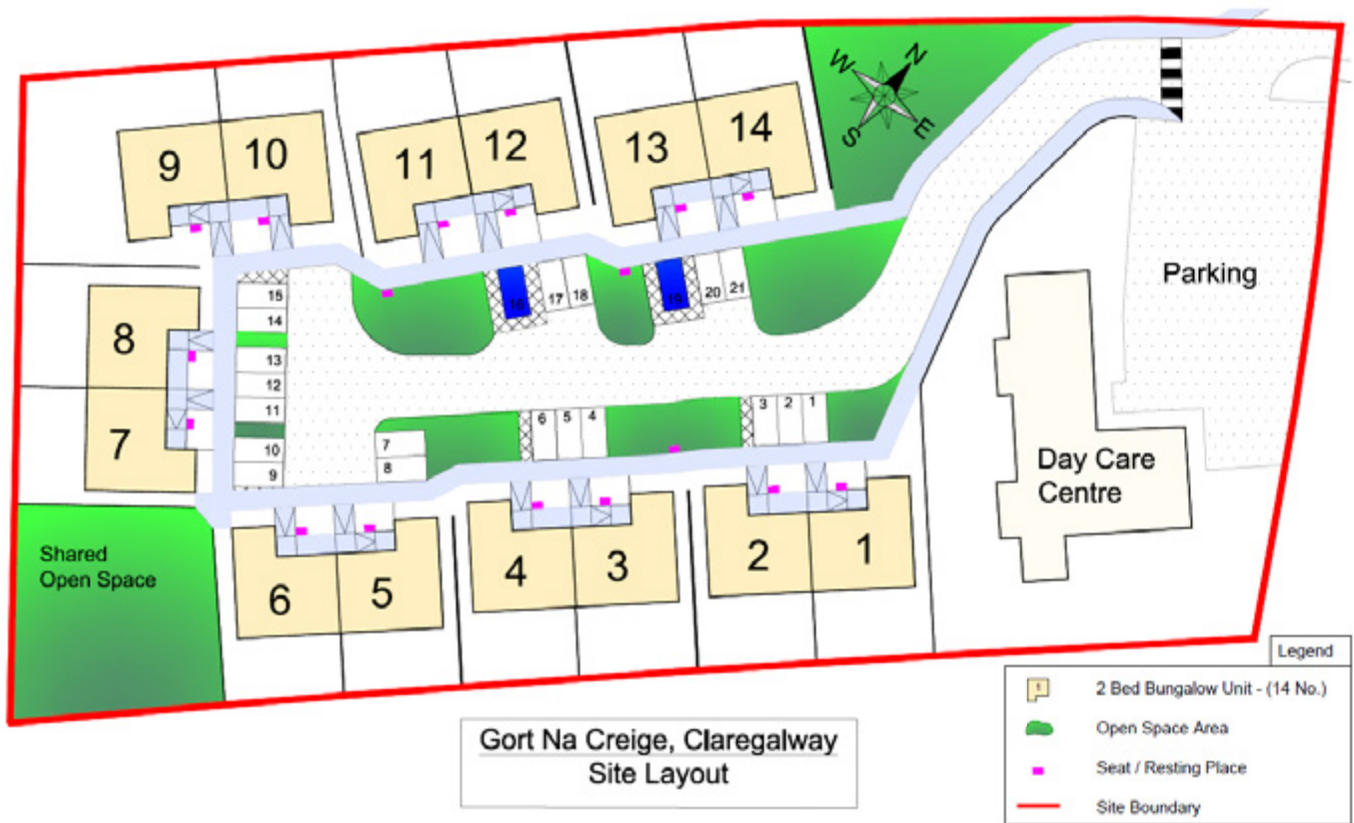 W
N
S
E
9
10
11
12
13
14
15
14
13
12
11
10
9
16
17
18
19
20
21
8
7
7
8
6
5
4
3
2
1
Parking
Day Care
Centre
Shared
Open Space
6
5
4
3
2
1
Legend
1
2 Bed Bungalow Unit - (14 No.)
Open Space Area
Seat / Resting Place
Site Boundary
Gort Na Creige, Claregalway
Site Layout